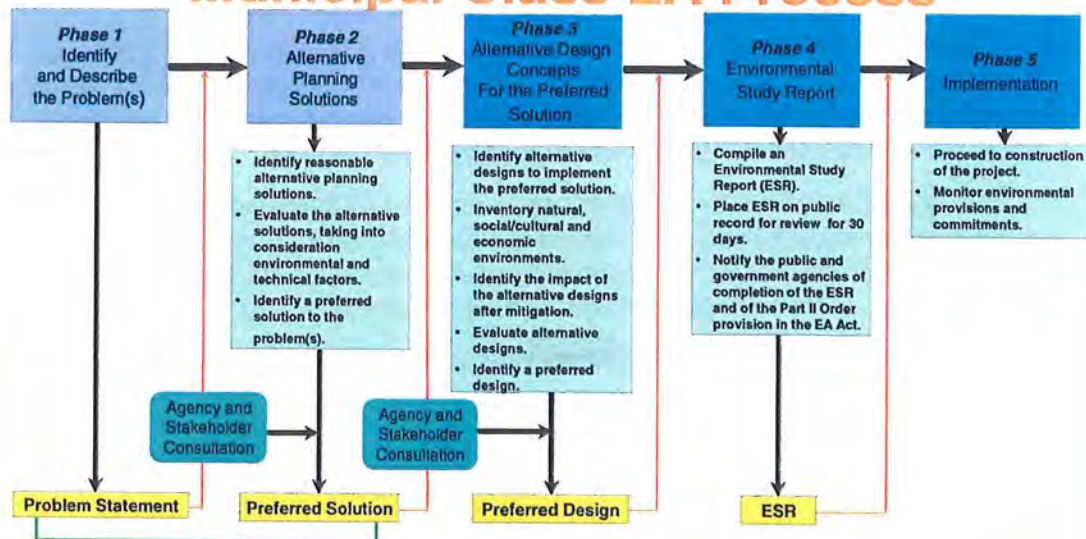 Municipal Class EA Process
Phase 1
Identify
and Describe
the Problem(s)
Phase 2
Alternative
Planning
Solutions
Phase 3
Alternative Design
Concepts
For the Preferred
Solution
Phase 4
Environmental
Study Report
Phase 5
Implementation
• Identify reasonable
alternative planning
solutions.
• Evaluate the alternative
solutions, taking into
consideration
environmental and
technical factors.
• Identify a preferred
solution to the
problem(s).
• Identify alternative
designs to implement
the preferred solution.
• Inventory natural,
social/cultural and
economic
environments.
• Identify the impact of
the alternative designs
after mitigation.
• Evaluate alternative
designs.
• Identify a preferred
design.
• Compile an
Environmental Study
Report (ESR).
• Place ESR on public
record for review for 30
days.
• Notify the public and
government agencies of
completion of the ESR
and of the Part II Order
provision in the EA Act.
• Proceed to construction
of the project.
• Monitor environmental
provisions and
commitments.
Agency and
Stakeholder
Consultation
Agency and
Stakeholder
Consultation
Problem Statement
Preferred Solution
Preferred Design
ESR